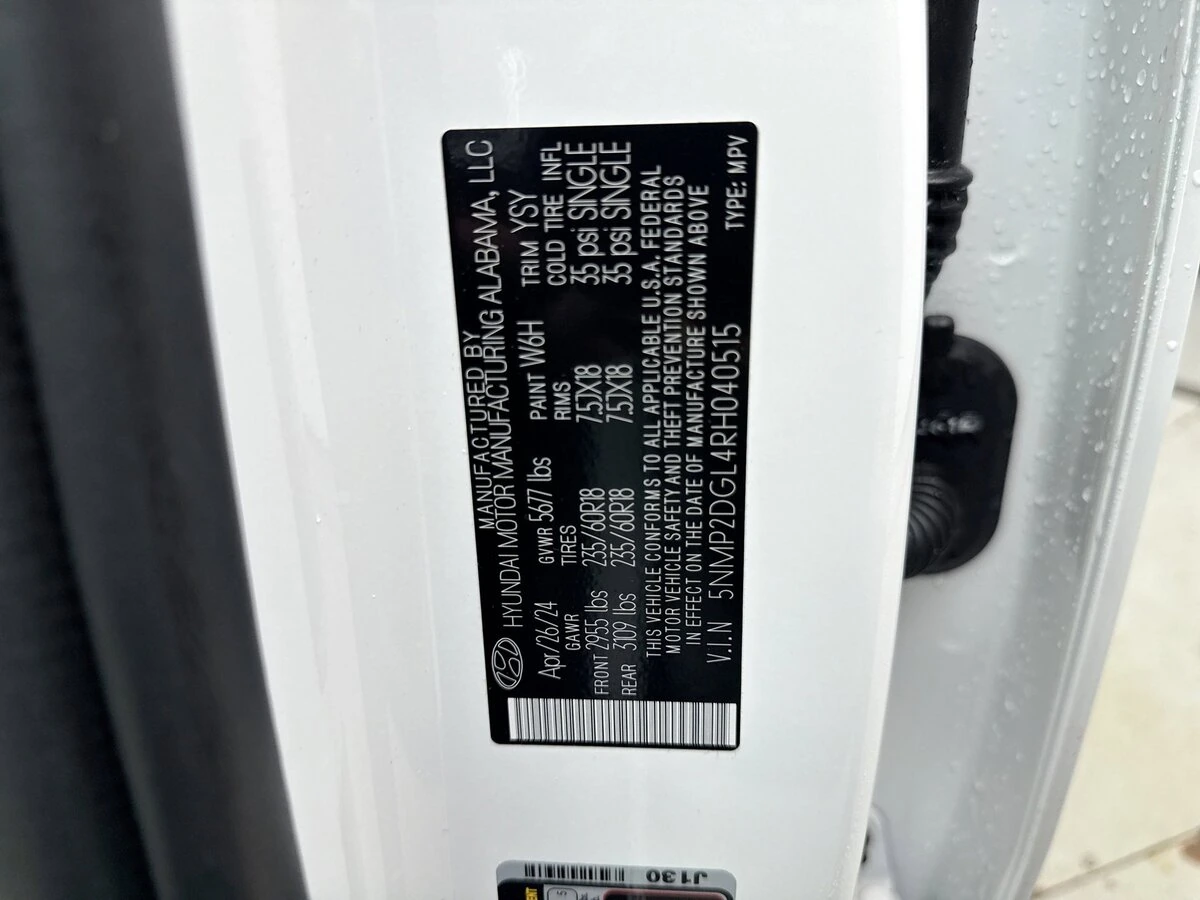 MANUFACTURED BY
HYUNDAI MOTOR MANUFACTURING ALABAMA, LLC
Apr/26/24 GVWR 5677 lbs PAINT W6H TRIM YSY
GAWR TIRES RIMS COLD TIRE INFL
FRONT 2955 lbs 235/60R18 7.5JX18 35 psi SINGLE
REAR 3109 lbs 235/60R18 7.5JX18 35 psi SINGLE
THIS VEHICLE CONFORMS TO ALL APPLICABLE U.S.A. FEDERAL
MOTOR VEHICLE SAFETY AND THEFT PREVENTION STANDARDS
IN EFFECT ON THE DATE OF MANUFACTURE SHOWN ABOVE
V.I.N 5NMP2DGL4RH040515 TYPE: MPV
J130